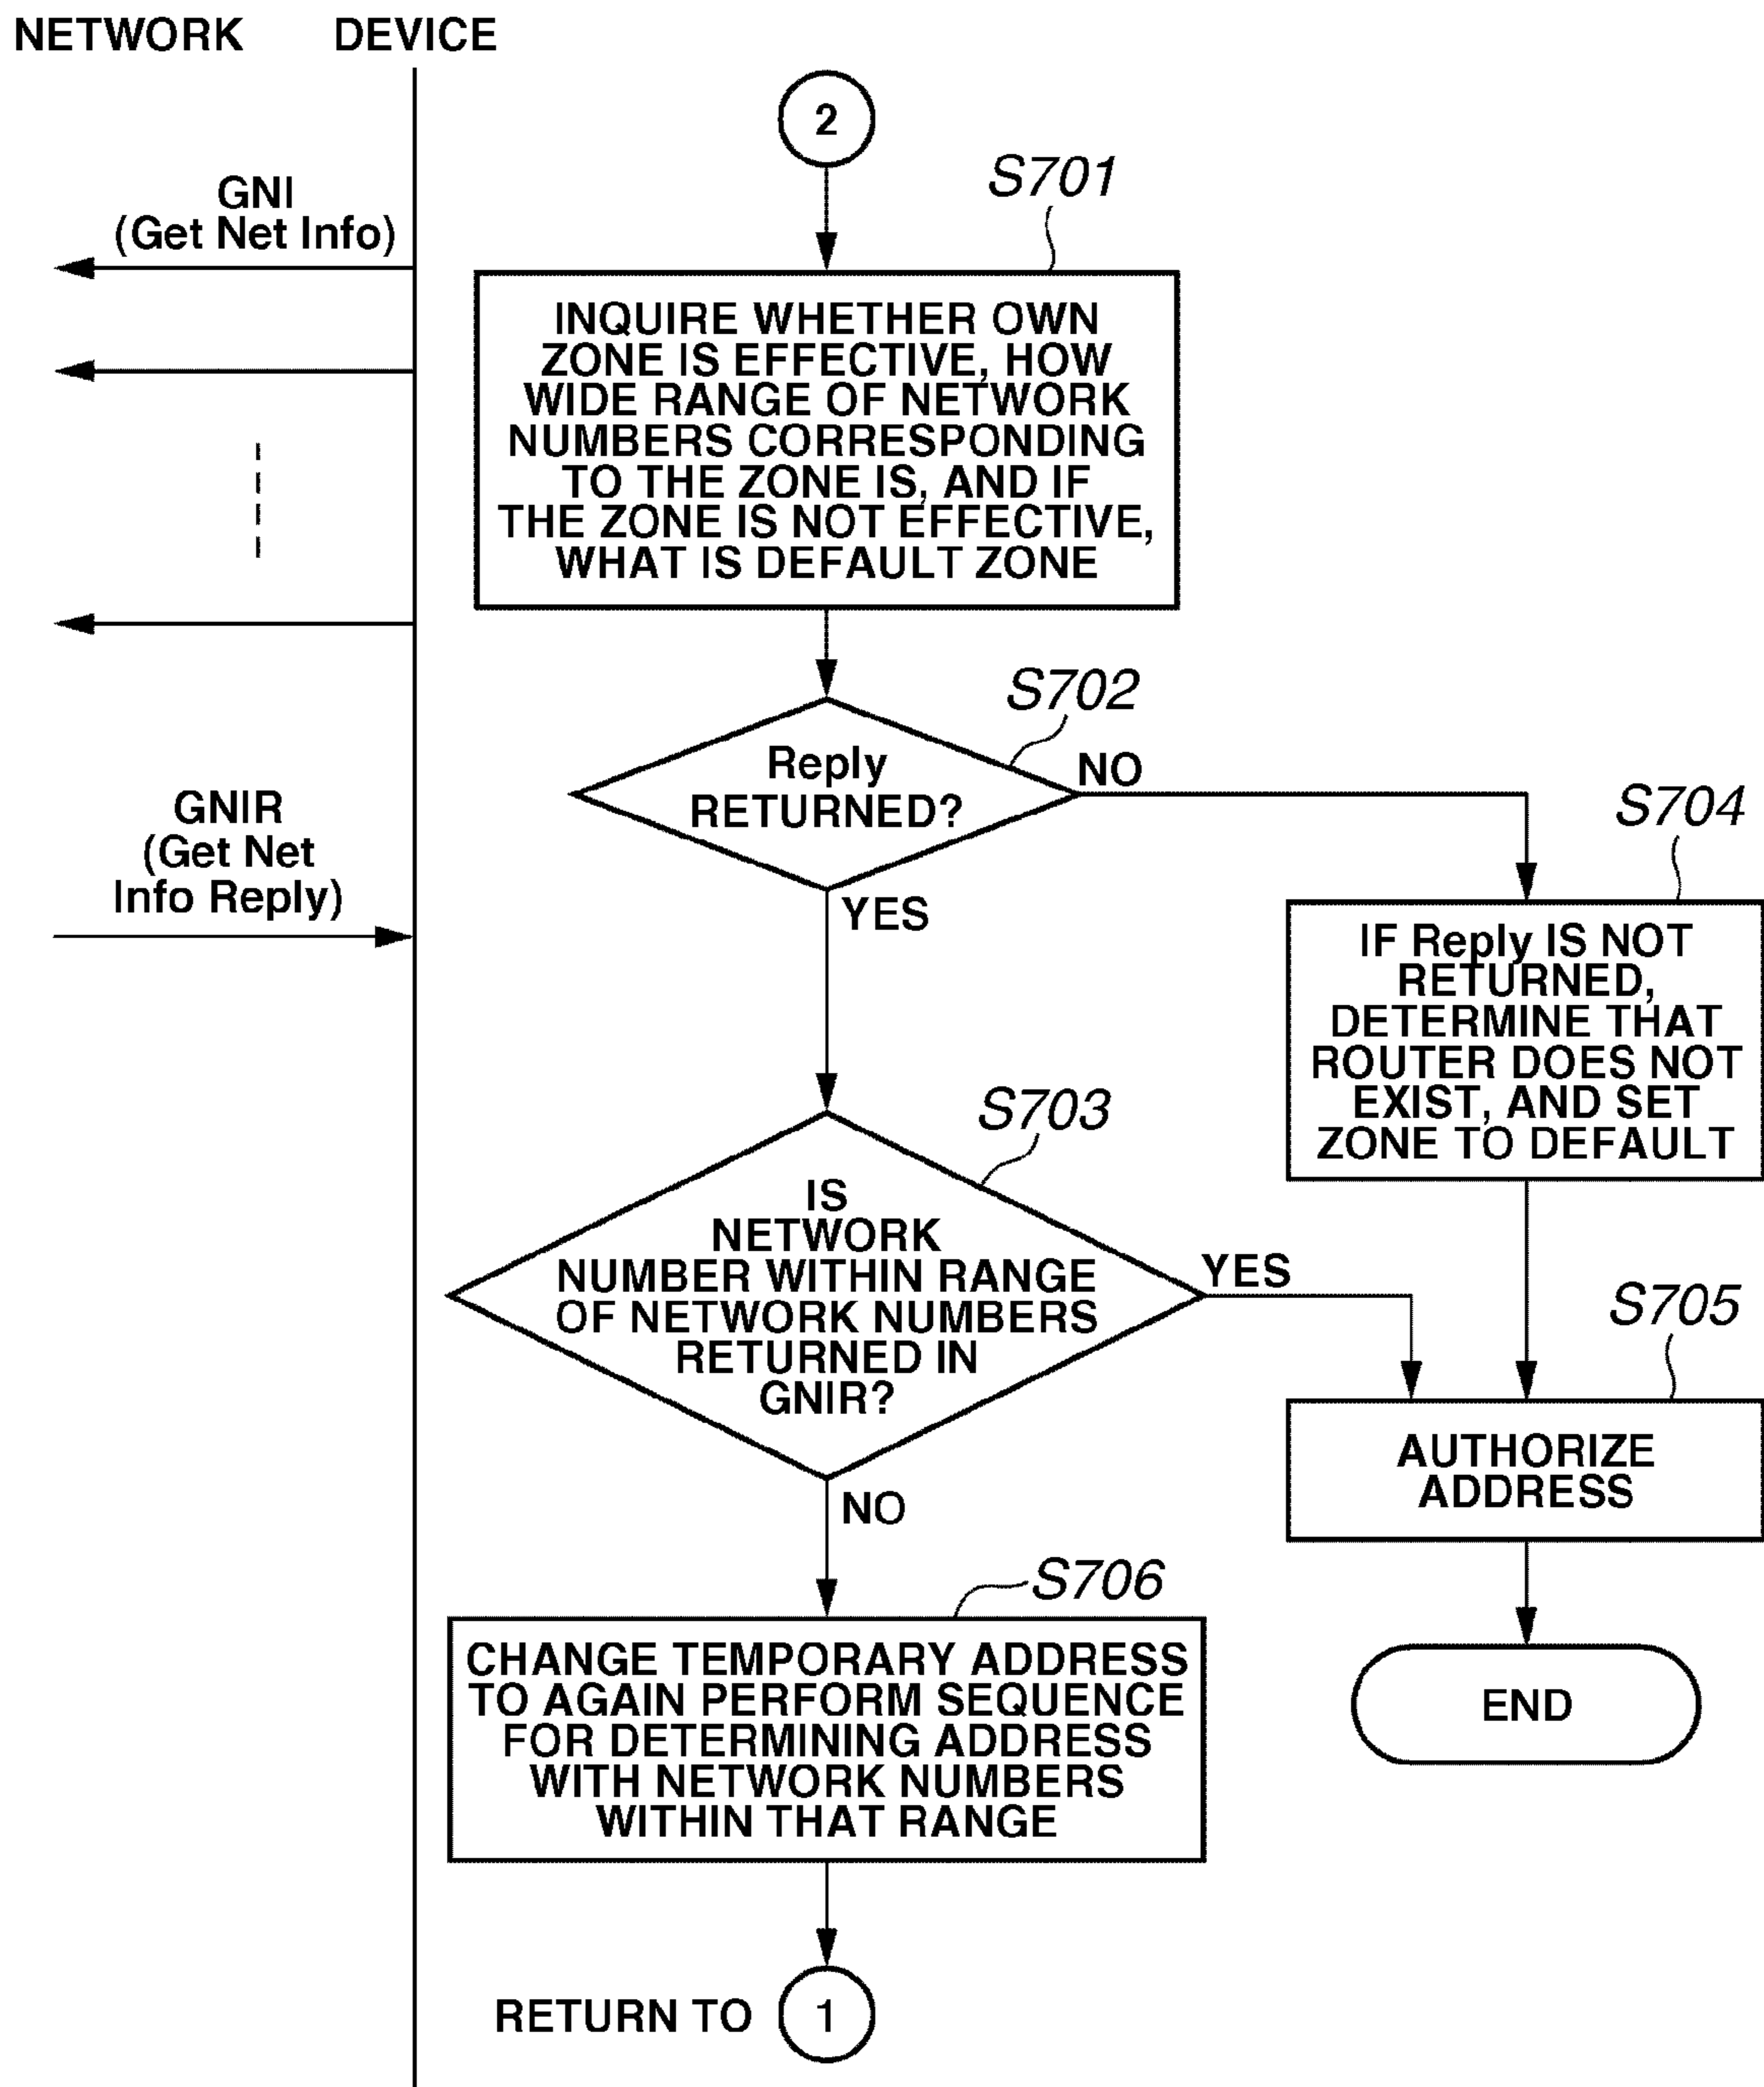 NETWORK DEVICE
2
S701
GNI
(Get Net Info)
INQUIRE WHETHER OWN
ZONE IS EFFECTIVE, HOW
WIDE RANGE OF NETWORK
NUMBERS CORRESPONDING
TO THE ZONE IS, AND IF
THE ZONE IS NOT EFFECTIVE,
WHAT IS DEFAULT ZONE
S702
Reply
RETURNED?
NO
YES
GNIR
(Get Net
Info Reply)
S704
IF Reply IS NOT
RETURNED,
DETERMINE THAT
ROUTER DOES NOT
EXIST, AND SET
ZONE TO DEFAULT
S703
IS
NETWORK
NUMBER WITHIN RANGE
OF NETWORK NUMBERS
RETURNED IN
GNIR?
YES
NO
S705
AUTHORIZE
ADDRESS
S706
CHANGE TEMPORARY ADDRESS
TO AGAIN PERFORM SEQUENCE
FOR DETERMINING ADDRESS
WITH NETWORK NUMBERS
WITHIN THAT RANGE
END
RETURN TO 1